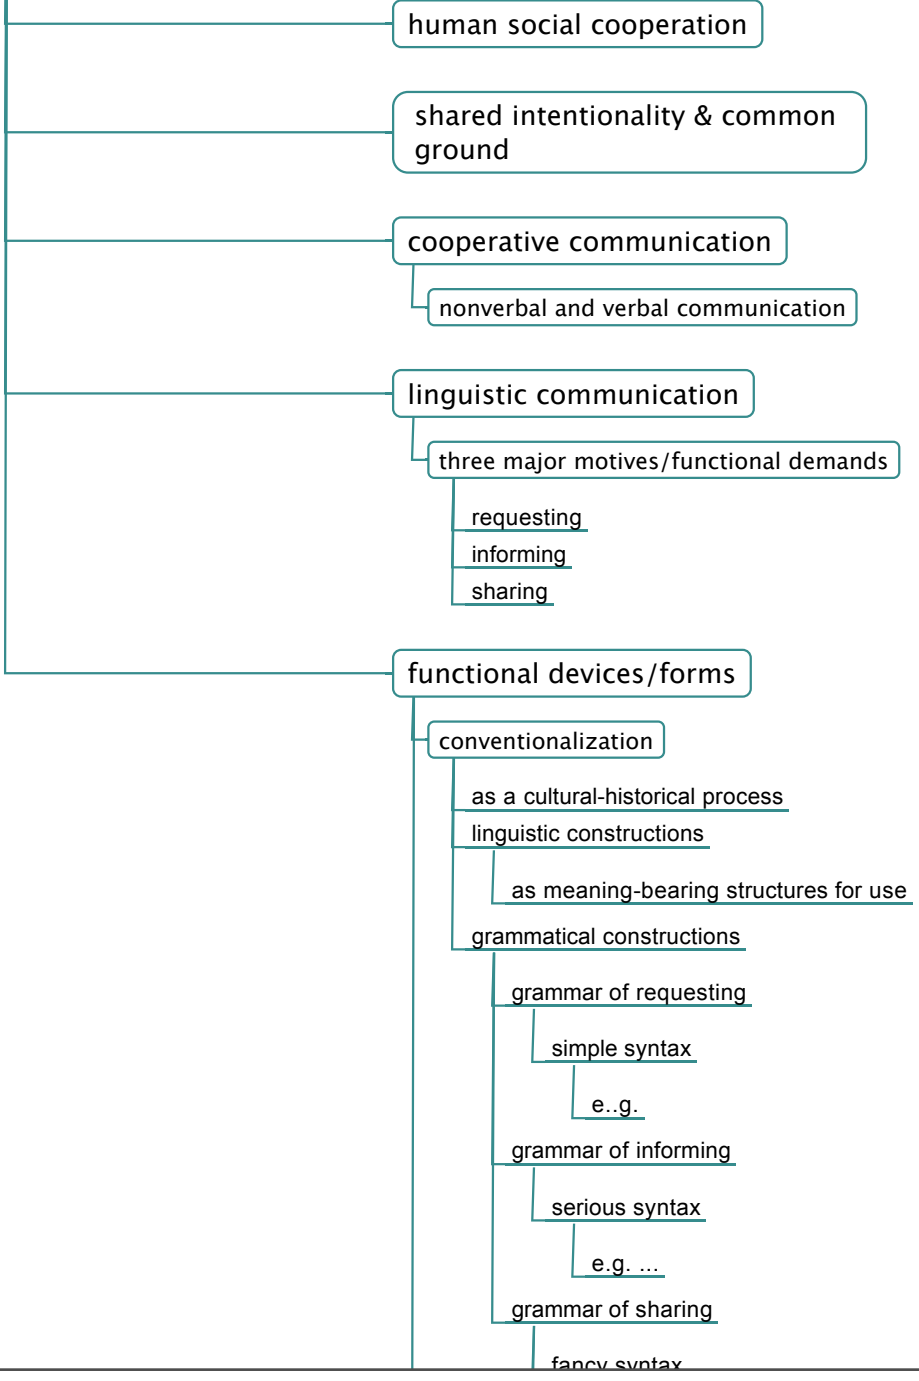 human social cooperation
shared intentionality & common
ground
cooperative communication
nonverbal and verbal communication
linguistic communication
three major motives/functional demands
requesting
informing
sharing
functional devices/forms
conventionalization
as a cultural-historical process
linguistic constructions
as meaning-bearing structures for use
grammatical constructions
grammar of requesting
simple syntax
e..g.
grammar of informing
serious syntax
e.g. ...
grammar of sharing
fancy syntax